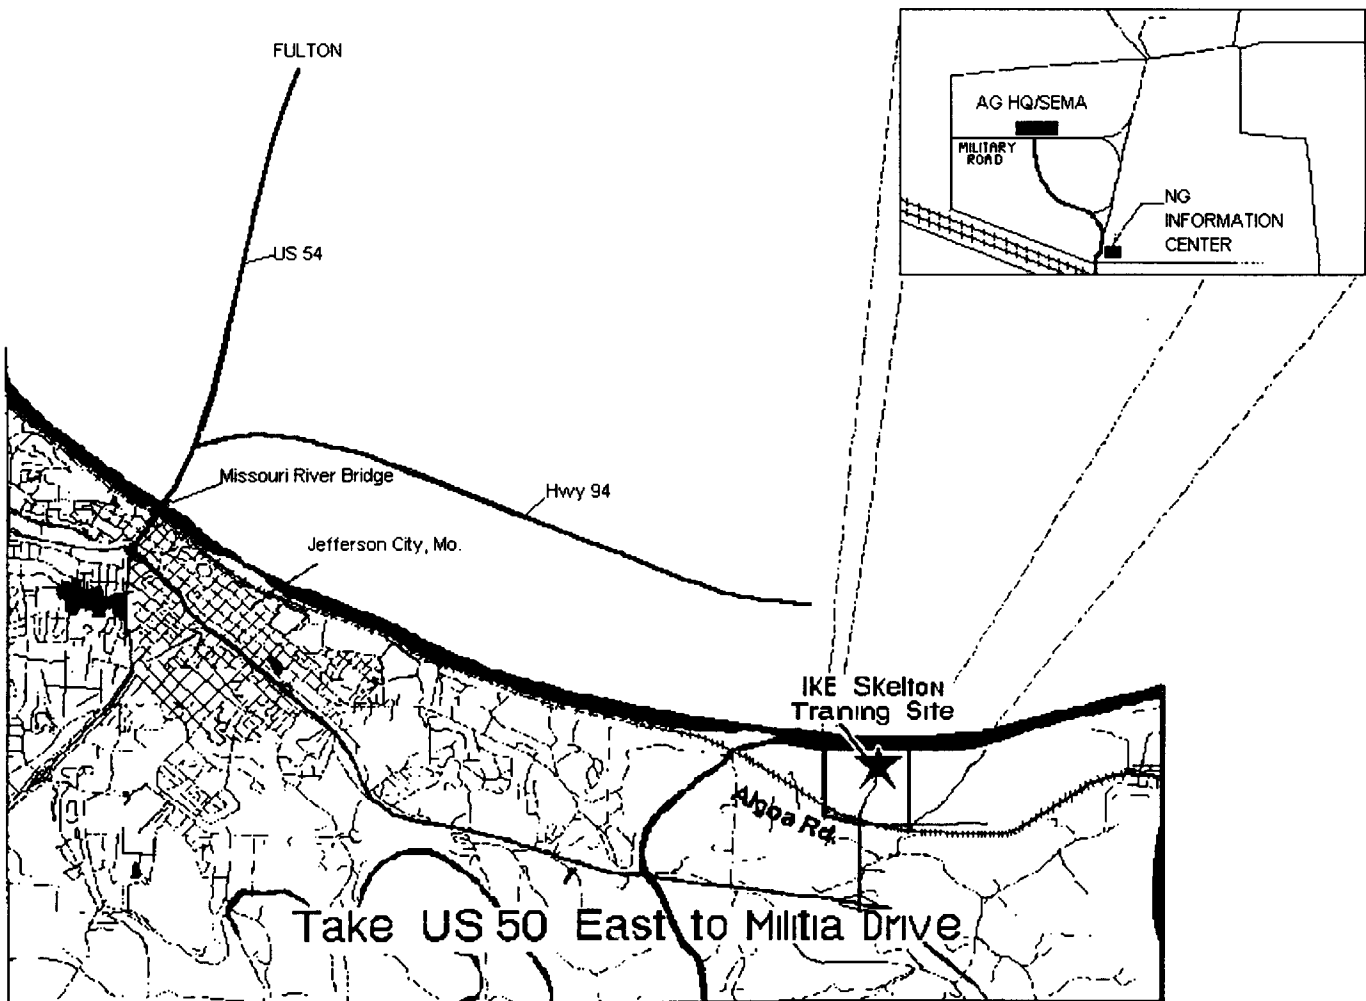 FULTON
AG HQ/SEMA
MILITARY
ROAD
NG
INFORMATION
CENTER
US 54
Missouri River Bridge
Hwy 94
Jefferson City, Mo.
IKE Skelton
Traning Site
Algoa Rd.
Take US 50 East to Militia Drive